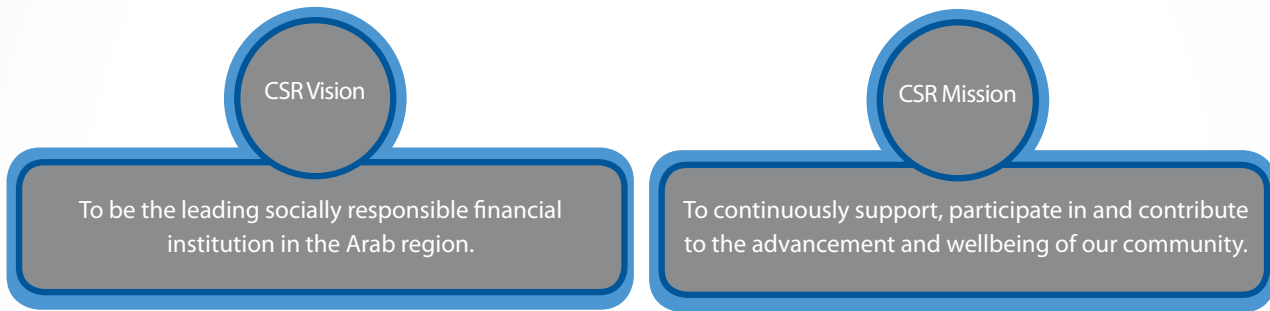 CSR Vision
To be the leading socially responsible financial
institution in the Arab region.
CSR Mission
To continuously support, participate in and contribute
to the advancement and wellbeing of our community.